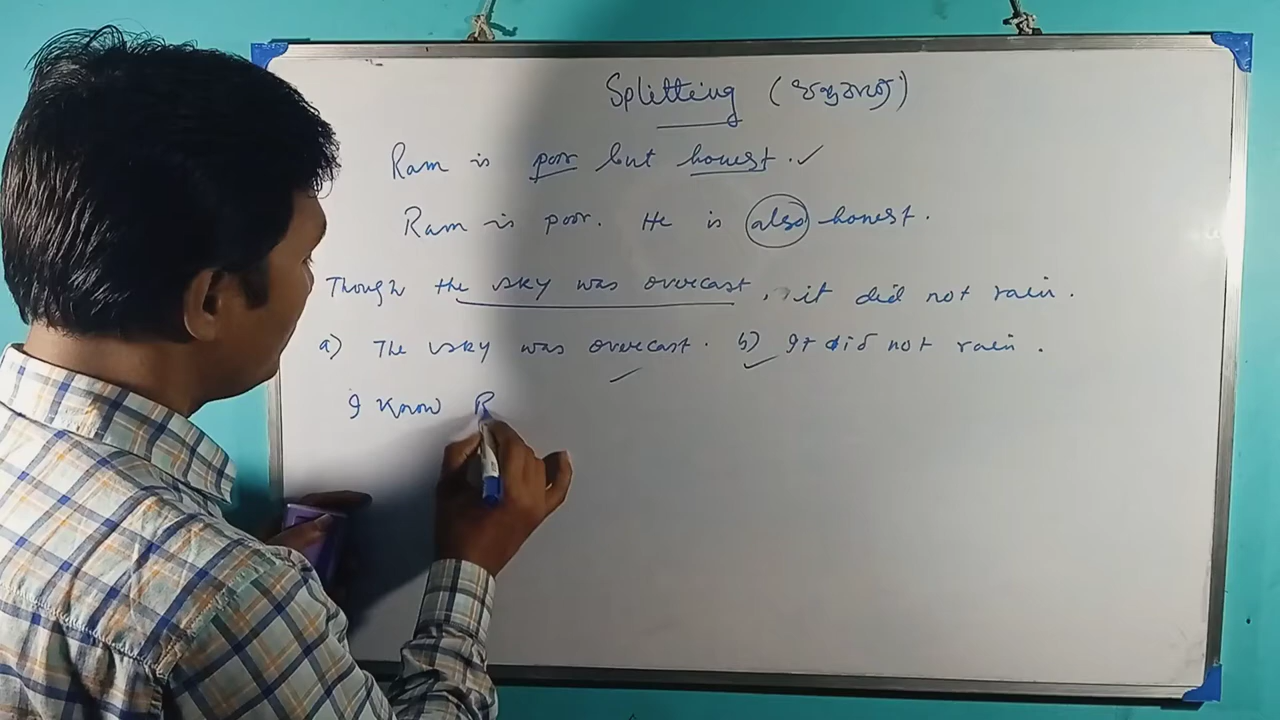 Splitting
Ram is poor but honest. ✓
Ram is poor. He is also honest.
Though the sky was overcast, it did not rain.
a) The sky was overcast. b) It did not rain.
I know R